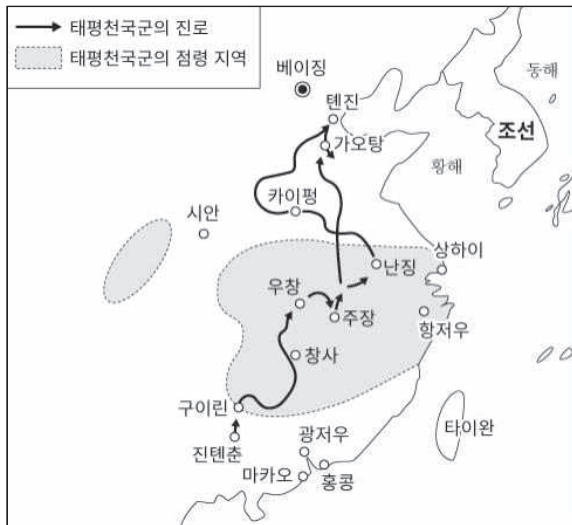 태평천국군의 진로
태평천국군의 점령 지역
베이징
동해
톈진
조선
가오탕
황해
카이펑
시안
상하이
난징
우창
주장
항저우
창사
구이린
타이완
광저우
진톈춘
마카오
홍콩